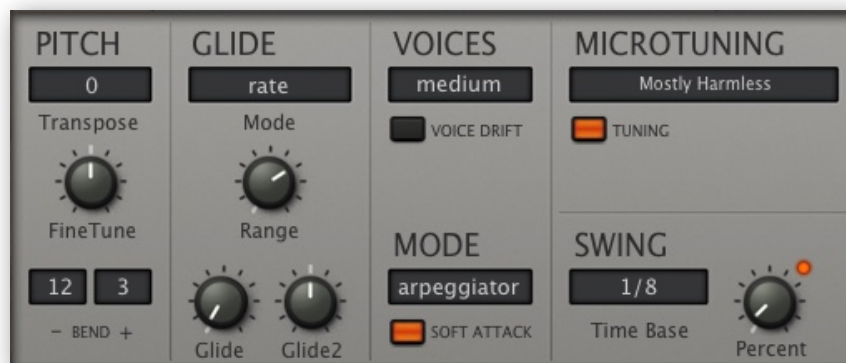 PITCH
0
Transpose
FineTune
12 3
− BEND +
GLIDE
rate
Mode
Range
Glide Glide2
VOICES
medium
VOICE DRIFT
MODE
arpeggiator
SOFT ATTACK
MICROTUNING
Mostly Harmless
TUNING
SWING
1/8
Time Base
Percent